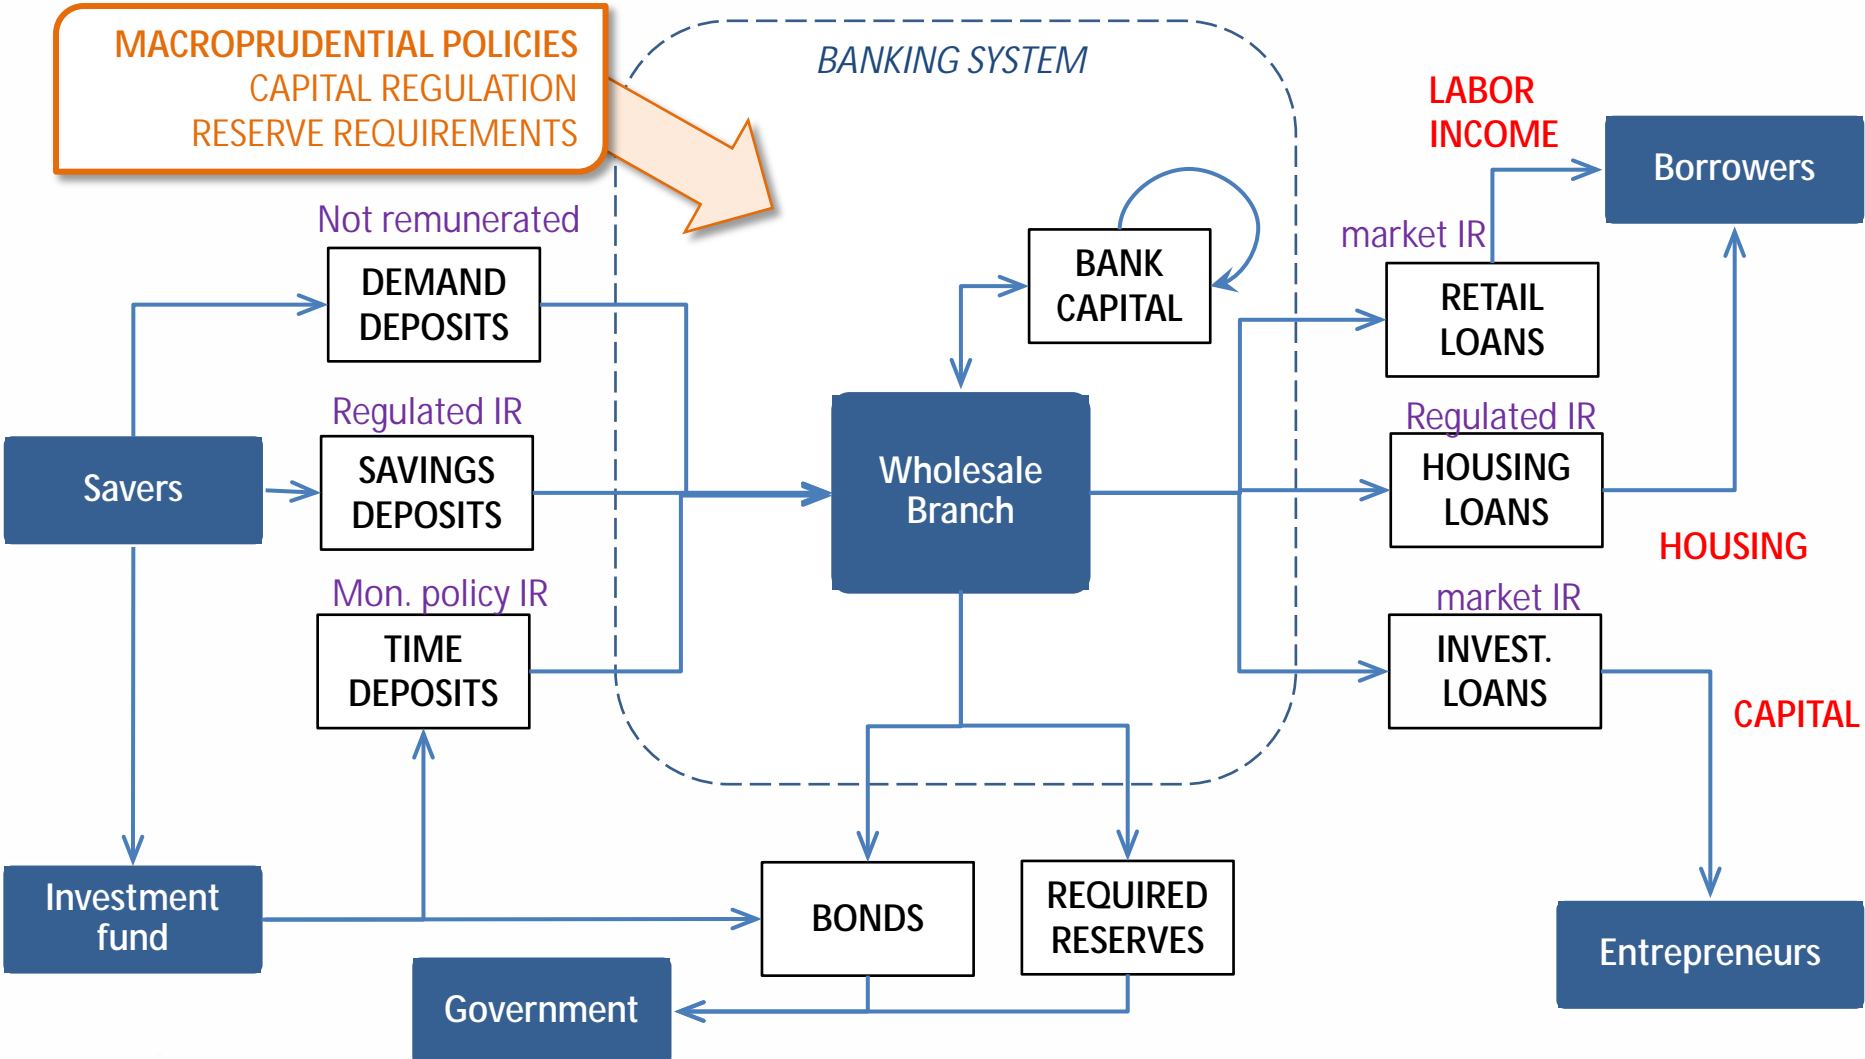 MACROPRUDENTIAL POLICIES
CAPITAL REGULATION
RESERVE REQUIREMENTS
BANKING SYSTEM
Not remunerated
DEMAND
DEPOSITS
Regulated IR
SAVINGS
DEPOSITS
Mon. policy IR
TIME
DEPOSITS
Savers
Investment
fund
Government
BANK
CAPITAL
Wholesale
Branch
BONDS
REQUIRED
RESERVES
LABOR
INCOME
Borrowers
market IR
RETAIL
LOANS
Regulated IR
HOUSING
LOANS
HOUSING
market IR
INVEST.
LOANS
CAPITAL
Entrepreneurs